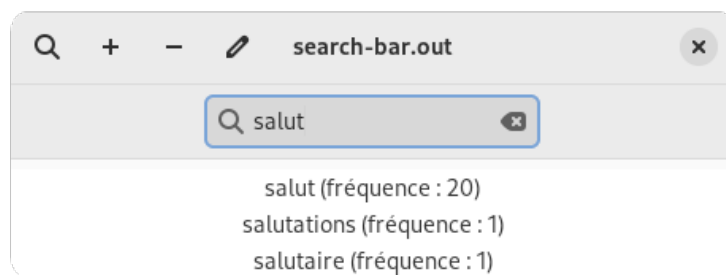 search-bar.out
salut
salut (fréquence : 20)
salutations (fréquence : 1)
salutaire (fréquence : 1)